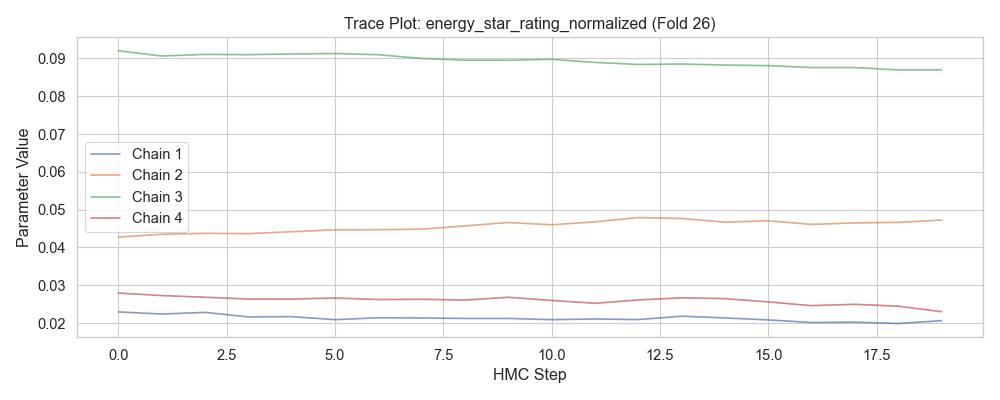 Trace Plot: energy_star_rating_normalized (Fold 26)
Parameter Value
0.09
0.08
0.07
0.06
0.05
0.04
0.03
0.02
Chain 1
Chain 2
Chain 3
Chain 4
0.0 2.5 5.0 7.5 10.0 12.5 15.0 17.5
HMC Step